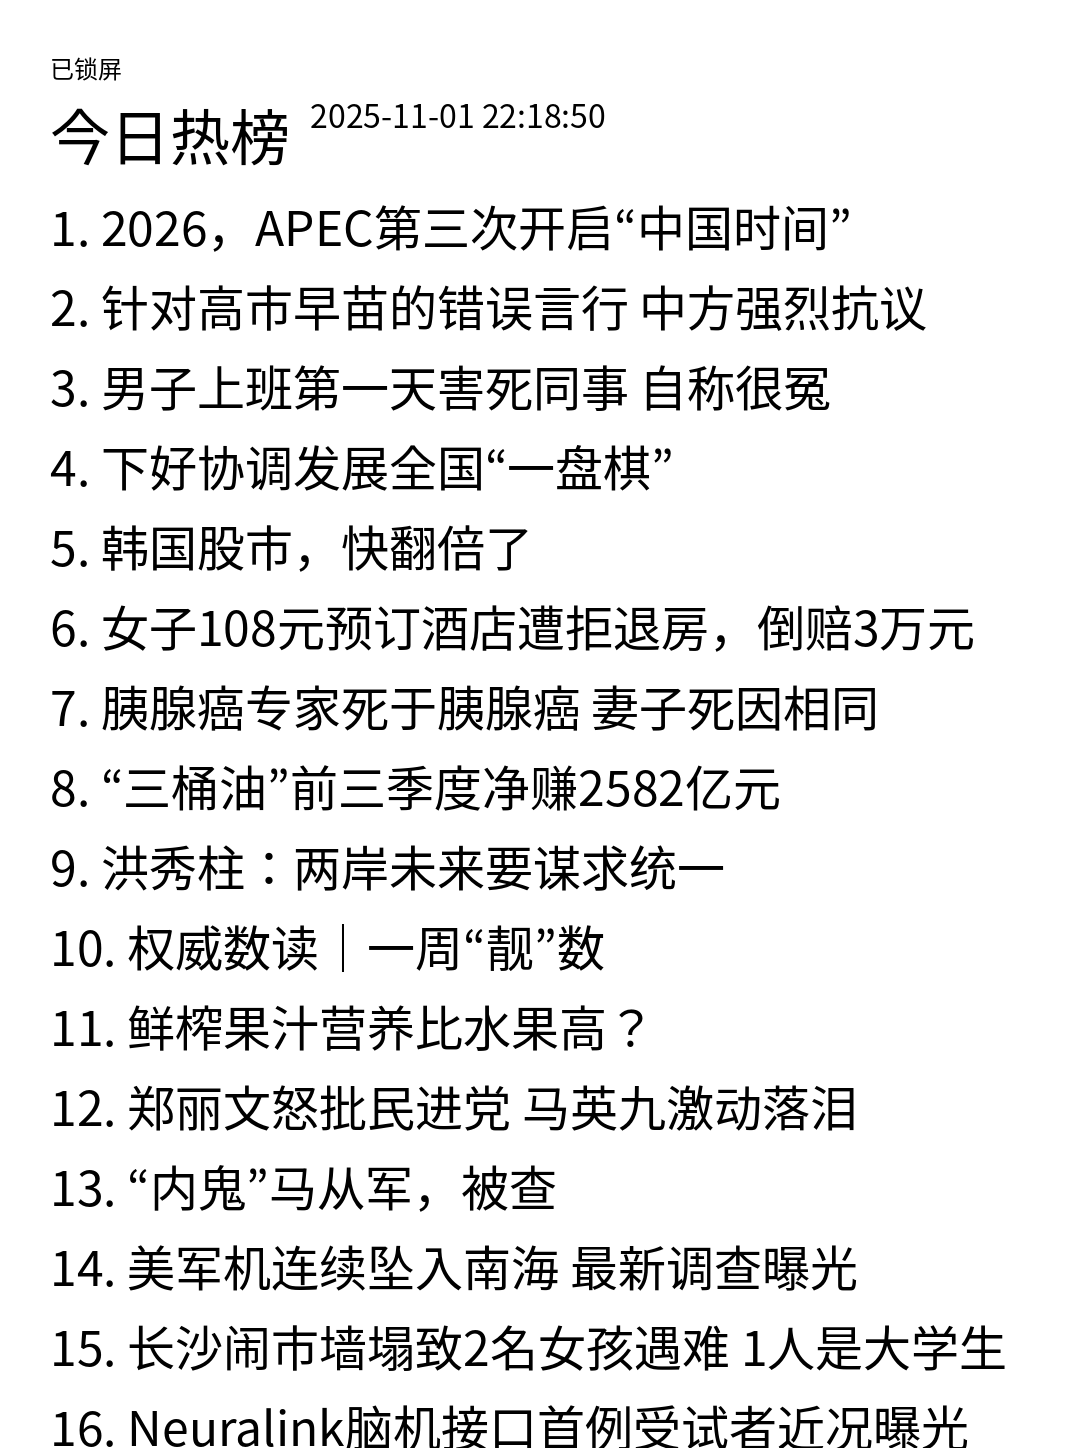 已锁屏
今日热榜 2025-11-01 22:18:50
1. 2026，APEC第三次开启“中国时间”
2. 针对高市早苗的错误言行 中方强烈抗议
3. 男子上班第一天害死同事 自称很冤
4. 下好协调发展全国“一盘棋”
5. 韩国股市，快翻倍了
6. 女子108元预订酒店遭拒退房，倒赔3万元
7. 胰腺癌专家死于胰腺癌 妻子死因相同
8. “三桶油”前三季度净赚2582亿元
9. 洪秀柱：两岸未来要谋求统一
10. 权威数读｜一周“靓”数
11. 鲜榨果汁营养比水果高？
12. 郑丽文怒批民进党 马英九激动落泪
13. “内鬼”马从军，被查
14. 美军机连续坠入南海 最新调查曝光
15. 长沙闹市墙塌致2名女孩遇难 1人是大学生
16. Neuralink脑机接口首例受试者近况曝光